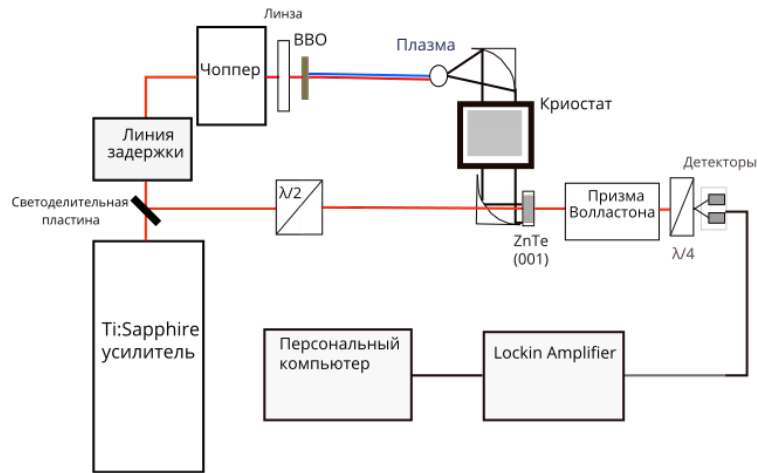 Линза
BBO
Чоппер
Плазма
Криостат
Линия
задержки
Детекторы
Светоделительная
пластина
λ/2
Призма
Волластона
ZnTe
(001)
λ/4
Ti:Sapphire
усилитель
Персональный
компьютер
Lockin Amplifier